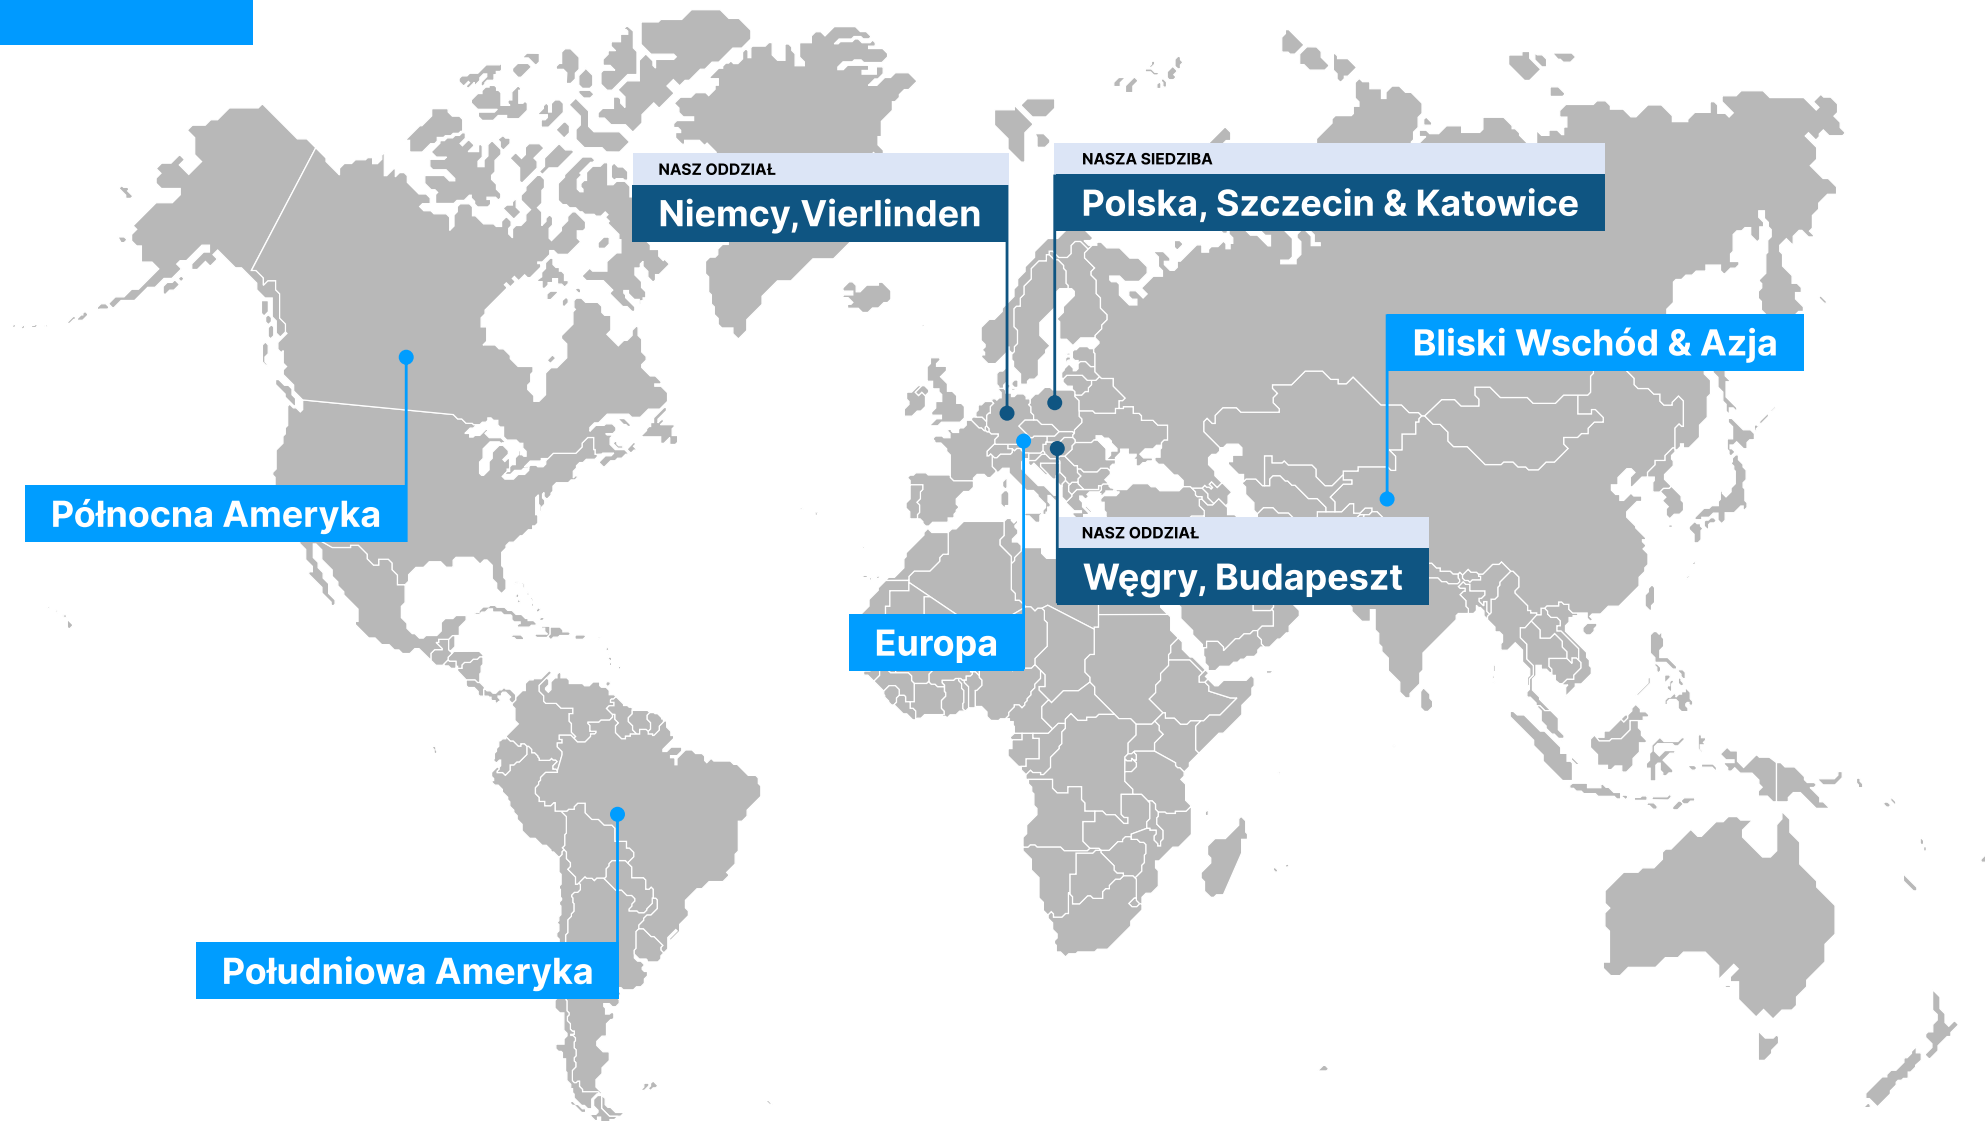 NASZ ODDZIAŁ
Niemcy,Vierlinden
NASZA SIEDZIBA
Polska, Szczecin & Katowice
Bliski Wschód & Azja
Północna Ameryka
NASZ ODDZIAŁ
Węgry, Budapeszt
Europa
Południowa Ameryka